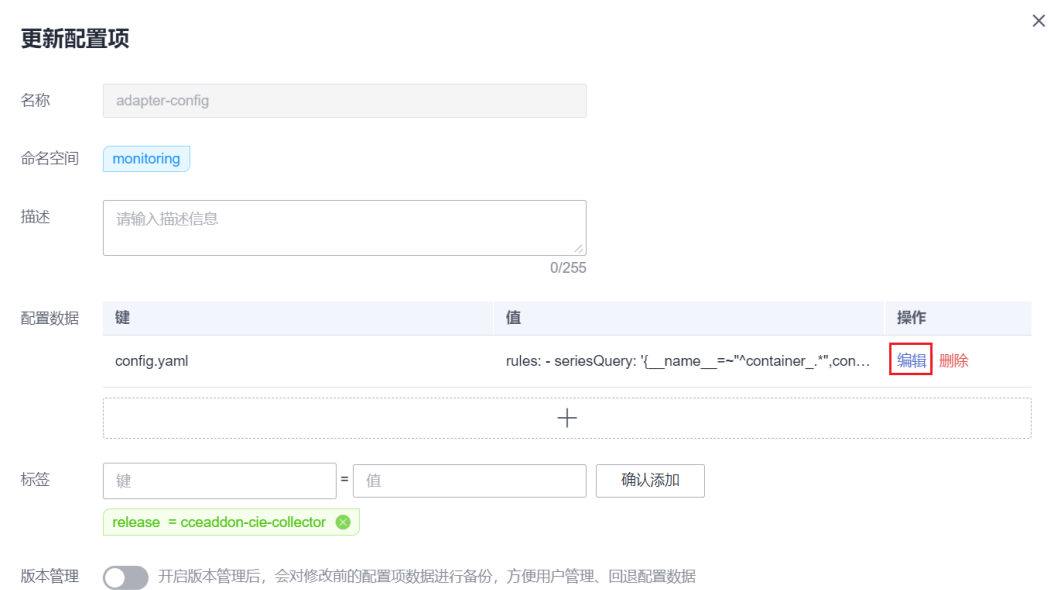 更新配置项
名称 adapter-config
命名空间 monitoring
描述 请输入描述信息
0/255
配置数据 键 值 操作
config.yaml rules: - seriesQuery: '{__name__=~"^container_.*",con... 编辑 删除
标签 键 = 值 确认添加
release = cceaddon-cie-collector
版本管理 开启版本管理后，会对修改前的配置项数据进行备份，方便用户管理、回退配置数据